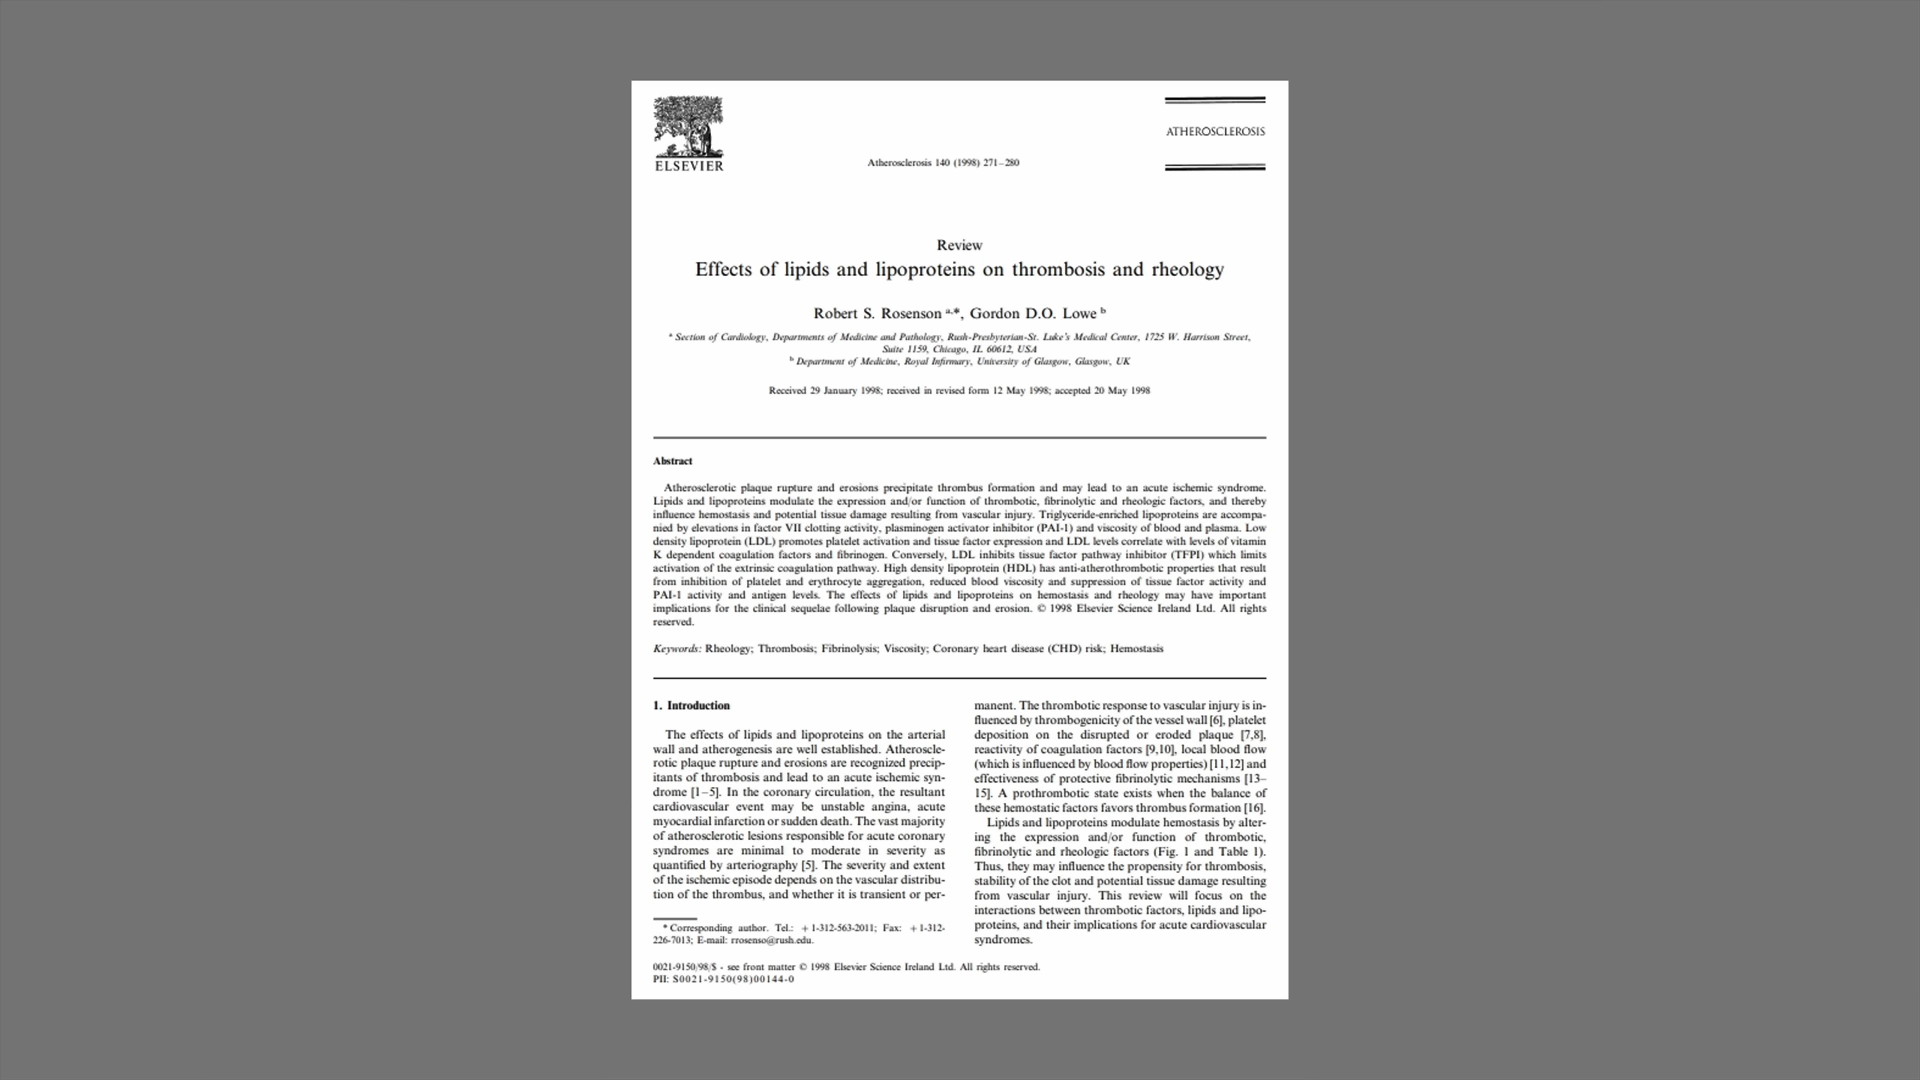 ELSEVIER
Atherosclerosis 140 (1998) 271–280
ATHEROSCLEROSIS
Review
Effects of lipids and lipoproteins on thrombosis and rheology
Robert S. Rosenson a,*, Gordon D.O. Lowe b
a Section of Cardiology, Departments of Medicine and Pathology, Rush-Presbyterian-St. Luke's Medical Center, 1725 W. Harrison Street,
Suite 1159, Chicago, IL 60612, USA
b Department of Medicine, Royal Infirmary, University of Glasgow, Glasgow, UK
Received 29 January 1998; received in revised form 12 May 1998; accepted 20 May 1998
Abstract
Atherosclerotic plaque rupture and erosions precipitate thrombus formation and may lead to an acute ischemic syndrome.
Lipids and lipoproteins modulate the expression and/or function of thrombotic, fibrinolytic and rheologic factors, and thereby
influence hemostasis and potential tissue damage resulting from vascular injury. Triglyceride-enriched lipoproteins are accompa-
nied by elevations in factor VII clotting activity, plasminogen activator inhibitor (PAI-1) and viscosity of blood and plasma. Low
density lipoprotein (LDL) promotes platelet activation and tissue factor expression and LDL levels correlate with levels of vitamin
K dependent coagulation factors and fibrinogen. Conversely, LDL inhibits tissue factor pathway inhibitor (TFPI) which limits
activation of the extrinsic coagulation pathway. High density lipoprotein (HDL) has anti-atherothrombotic properties that result
from inhibition of platelet and erythrocyte aggregation, reduced blood viscosity and suppression of tissue factor activity and
PAI-1 activity and antigen levels. The effects of lipids and lipoproteins on hemostasis and rheology may have important
implications for the clinical sequelae following plaque disruption and erosion. © 1998 Elsevier Science Ireland Ltd. All rights
reserved.
Keywords: Rheology; Thrombosis; Fibrinolysis; Viscosity; Coronary heart disease (CHD) risk; Hemostasis
1. Introduction
The effects of lipids and lipoproteins on the arterial
wall and atherogenesis are well established. Atheroscle-
rotic plaque rupture and erosions are recognized precip-
itants of thrombosis and lead to an acute ischemic syn-
drome [1–5]. In the coronary circulation, the resultant
cardiovascular event may be unstable angina, acute
myocardial infarction or sudden death. The vast majority
of atherosclerotic lesions responsible for acute coronary
syndromes are minimal to moderate in severity as
quantified by arteriography [5]. The severity and extent
of the ischemic episode depends on the vascular distribu-
tion of the thrombus, and whether it is transient or per-
* Corresponding author. Tel.: +1-312-563-2011; Fax: +1-312-
226-7013; E-mail: rrosenso@rush.edu.
manent. The thrombotic response to vascular injury is in-
fluenced by thrombogenicity of the vessel wall [6], platelet
deposition on the disrupted or eroded plaque [7,8],
reactivity of coagulation factors [9,10], local blood flow
(which is influenced by blood flow properties) [11,12] and
effectiveness of protective fibrinolytic mechanisms [13–
15]. A prothrombotic state exists when the balance of
these hemostatic factors favors thrombus formation [16].
Lipids and lipoproteins modulate hemostasis by alter-
ing the expression and/or function of thrombotic,
fibrinolytic and rheologic factors (Fig. 1 and Table 1).
Thus, they may influence the propensity for thrombosis,
stability of the clot and potential tissue damage resulting
from vascular injury. This review will focus on the
interactions between thrombotic factors, lipids and lipo-
proteins, and their implications for acute cardiovascular
syndromes.
0021-9150/98/$ - see front matter © 1998 Elsevier Science Ireland Ltd. All rights reserved.
PII: S0021-9150(98)00144-0